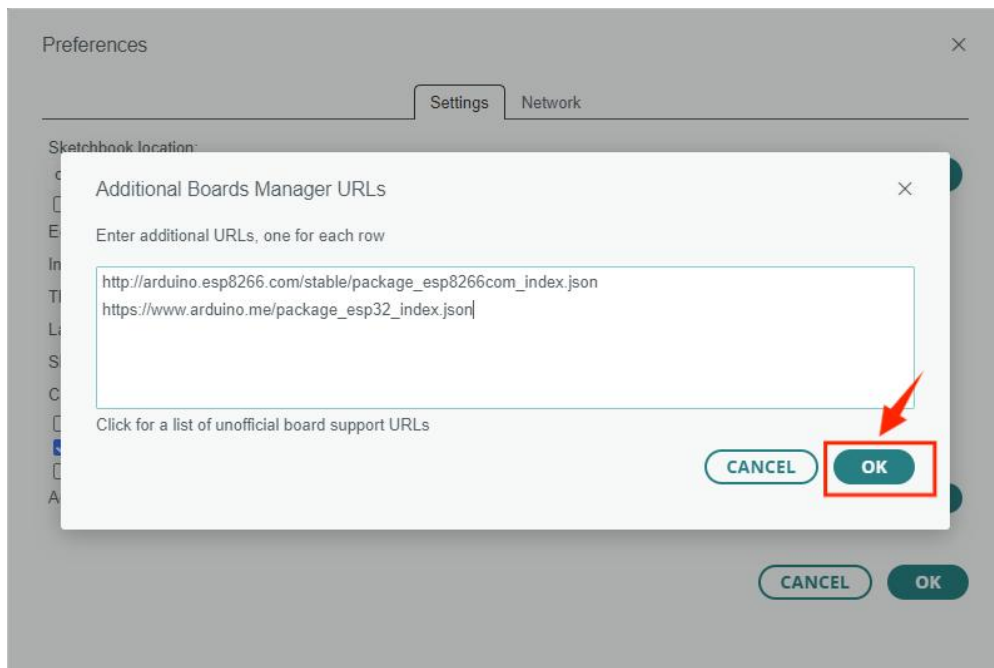 Preferences
Settings Network
Sketchbook location:
Additional Boards Manager URLs
Enter additional URLs, one for each row
http://arduino.esp8266.com/stable/package_esp8266com_index.json
https://www.arduino.me/package_esp32_index.json
Click for a list of unofficial board support URLs
CANCEL OK
CANCEL OK